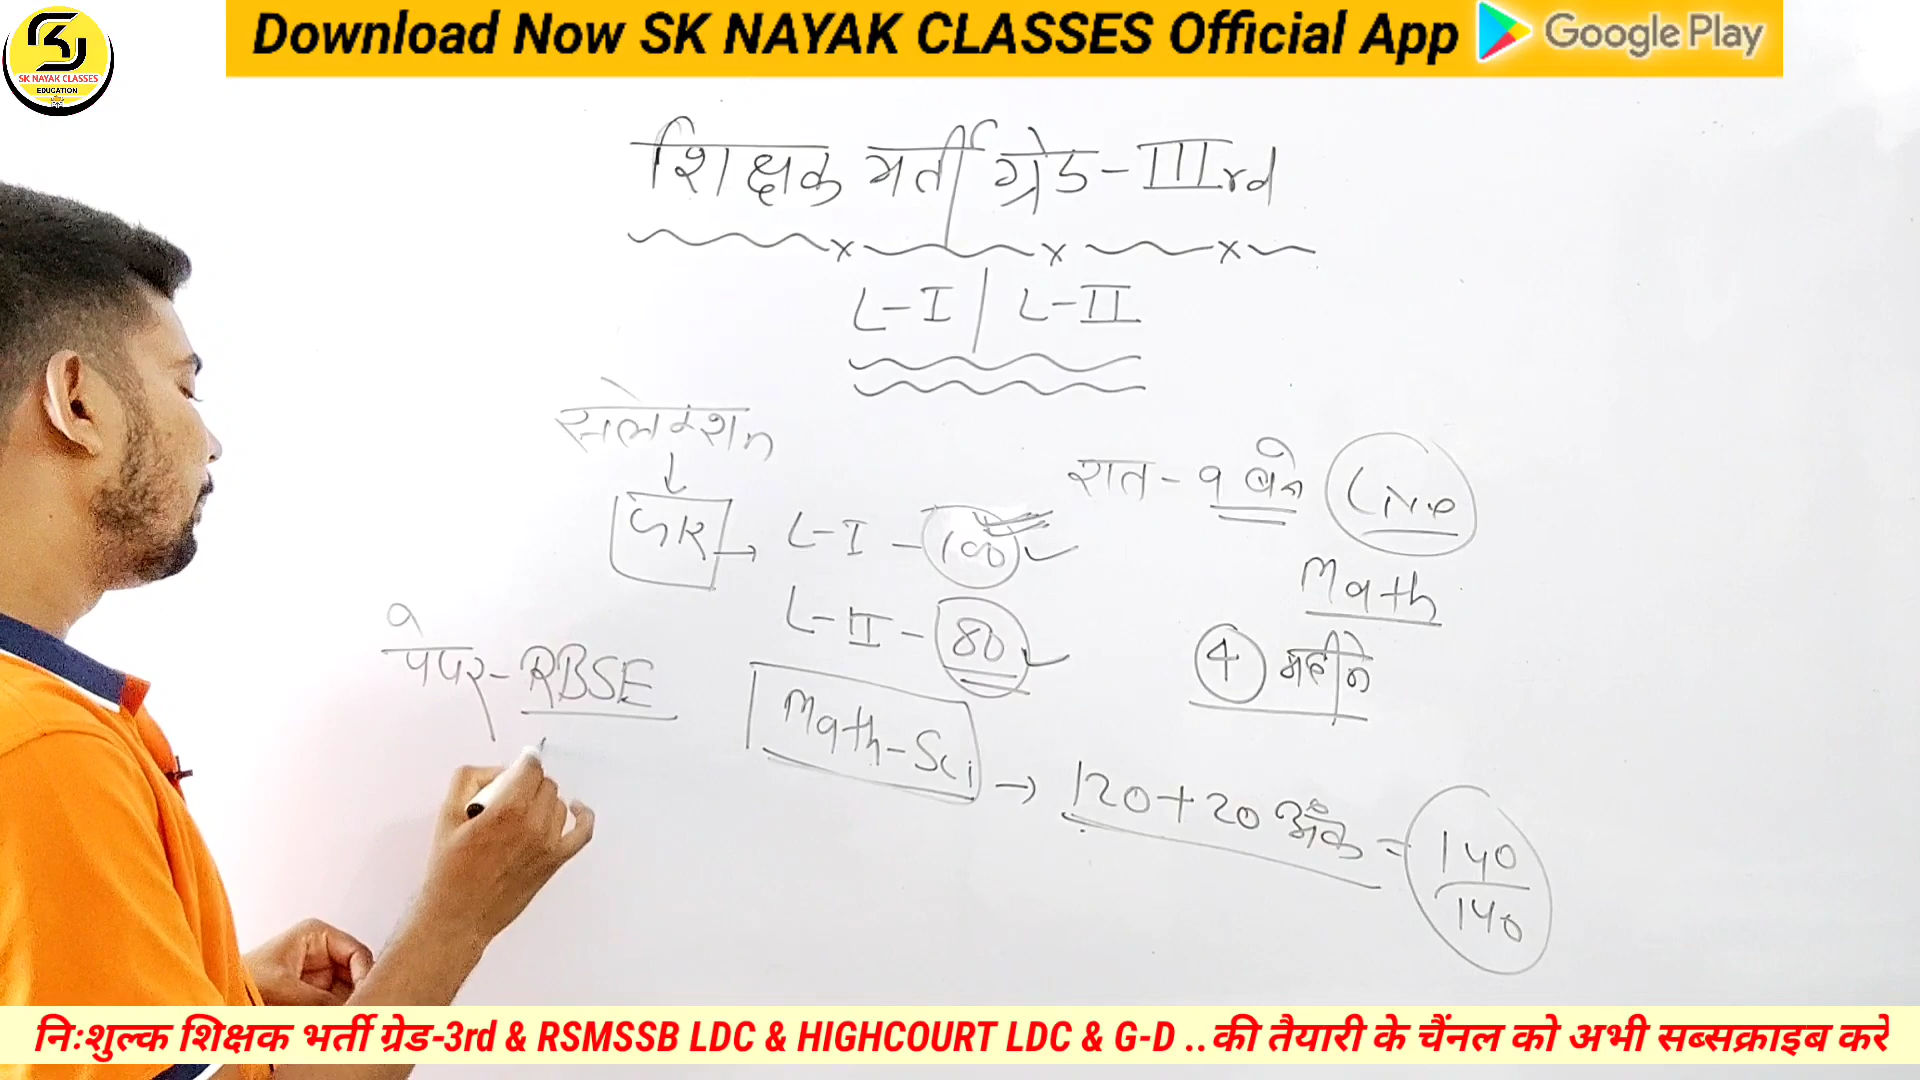 Download Now SK NAYAK CLASSES Official App Google Play
SK NAYAK CLASSES
EDUCATION
शिक्षक भर्ती ग्रेड-IIIrd
L-I | L-II
सलेक्शन
L-I - 100
L-II - 80
रात - 9 बजे Live
Math
4 महीने
पेपर - RBSE
Math-Sci → 120+20 अंक = 140
140
निःशुल्क शिक्षक भर्ती ग्रेड-3rd & RSMSSB LDC & HIGHCOURT LDC & G-D ..की तैयारी के चैंनल को अभी सब्सक्राइब करे